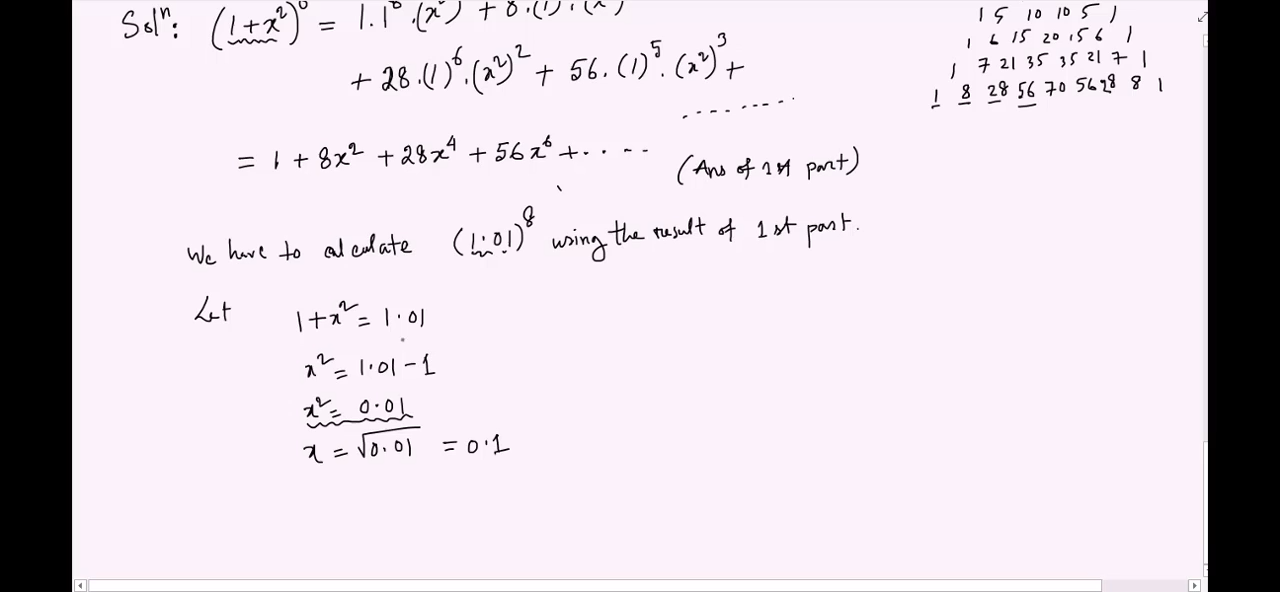 Solⁿ: (1+x²)⁸ = 1.1⁸.(x²) + 8.(1).(x)
+ 28.(1)⁶.(x²)² + 56.(1)⁵.(x²)³ +
..........
= 1 + 8x² + 28x⁴ + 56x⁶ + .....
(Ans of 1st part)
We have to calculate (1.01)⁸ using the result of 1st part.
Let 1+x² = 1.01
x² = 1.01 - 1
x² = 0.01
x = √0.01 = 0.1
1 5 10 10 5 1
1 6 15 20 15 6 1
1 7 21 35 35 21 7 1
1 8 28 56 70 56 28 8 1